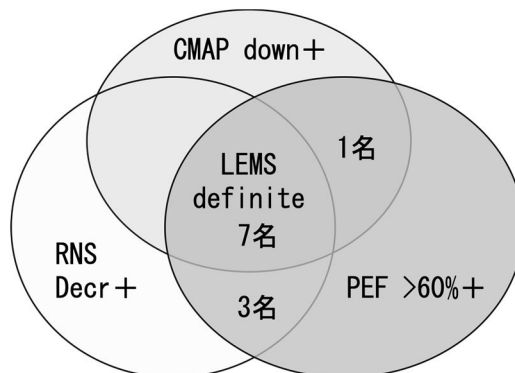 CMAP down＋
1名
LEMS
definite
7名
RNS
Decr＋
3名
PEF >60%＋